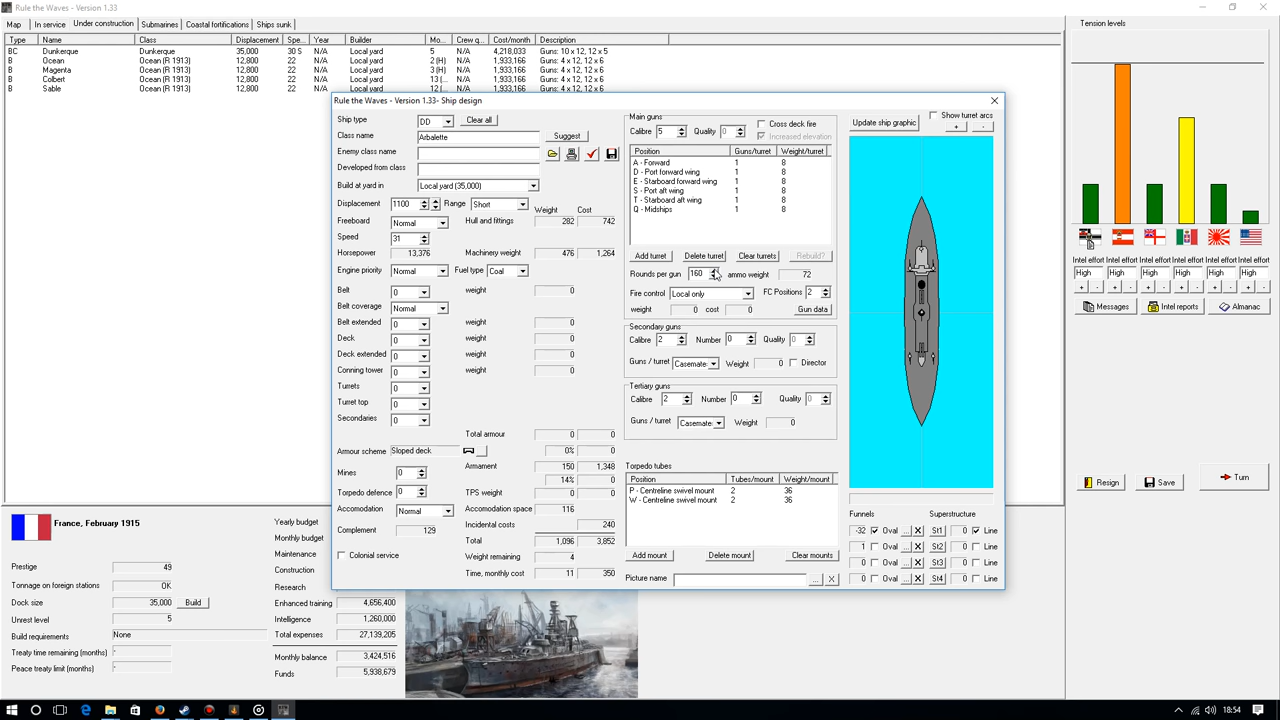 Rule the Waves - Version 1.33
Map In service Under construction Submarines Coastal fortifications Ships sunk
Type Name Class Displacement Spe... Year Builder Mo... Crew q... Cost/month Description
BC Dunkerque Dunkerque 35,000 30 S N/A Local yard 5 N/A 4,218,033 Guns: 10 x 12, 12 x 5
B Ocean Ocean (R 1913) 12,800 22 N/A Local yard 2 (H) N/A 1,933,166 Guns: 4 x 12, 12 x 6
B Magenta Ocean (R 1913) 12,800 22 N/A Local yard 3 (H) N/A 1,933,166 Guns: 4 x 12, 12 x 6
B Colbert Ocean (R 1913) 12,800 22 N/A Local yard 13 (... N/A 1,933,166 Guns: 4 x 12, 12 x 6
B Sable Ocean (R 1913) 12,800 22 N/A Local yard 12 (... N/A 1,933,166 Guns: 4 x 12, 12 x 6
Rule the Waves - Version 1.33- Ship design
Ship type DD Clear all
Class name Arbalette Suggest
Enemy class name
Developed from class
Build at yard in Local yard (35,000)
Displacement 1100 Range Short Weight Cost
Freeboard Normal Hull and fittings 282 742
Speed 31
Horsepower 13,376 Machinery weight 476 1,264
Engine priority Normal Fuel type Coal
Belt 0 weight 0
Belt coverage Normal
Belt extended 0 weight 0
Deck 0 weight 0
Deck extended 0 weight 0
Conning tower 0 weight 0
Turrets 0
Turret top 0
Secondaries 0
Total armour 0 0
Armour scheme Sloped deck 0% 0
Armament 150 1,348
Mines 0 14% 0
Torpedo defence 0 TPS weight 0 0
Accomodation Normal Accomodation space 116
Complement 129 Incidental costs 240
Total 1,096 3,852
Colonial service Weight remaining 4
Time, monthly cost 11 350
Main guns
Calibre 5 Quality 0 Cross deck fire
Increased elevation
Position Guns/turret Weight/turret
A - Forward 1 8
D - Port forward wing 1 8
E - Starboard forward wing 1 8
S - Port aft wing 1 8
T - Starboard aft wing 1 8
Q - Midships 1 8
Add turret Delete turret Clear turrets Rebuild?
Rounds per gun 160 ammo weight 72
Fire control Local only FC Positions 2
weight 0 cost 0 Gun data
Secondary guns
Calibre 2 Number 0 Quality 0
Guns / turret Casemate Weight 0 Director
Tertiary guns
Calibre 2 Number 0 Quality 0
Guns / turret Casemate Weight 0
Torpedo tubes
Position Tubes/mount Weight/mount
P - Centreline swivel mount 2 36
W - Centreline swivel mount 2 36
Add mount Delete mount Clear mounts
Picture name ... X
Update ship graphic Show turret arcs
+ -
Funnels Superstructure
-32 Oval ... X St1 0 Line
1 Oval ... X St2 0 Line
0 Oval ... X St3 0 Line
0 Oval ... X St4 0 Line
Tension levels
Intel effort Intel effort Intel effort Intel effort Intel effort Intel effort
High High High High High High
+ - + - + - + - + - + -
Messages Intel reports Almanac
Resign Save Turn
France, February 1915
Prestige 49
Tonnage on foreign stations OK
Dock size 35,000 Build
Unrest level 5
Build requirements None
Treaty time remaining (months) -
Peace treaty limit (months) -
Yearly budget
Monthly budget
Maintenance
Construction
Research
Enhanced training 4,656,400
Intelligence 1,260,000
Total expenses 27,139,205
Monthly balance 3,424,516
Funds 5,938,679
18:54